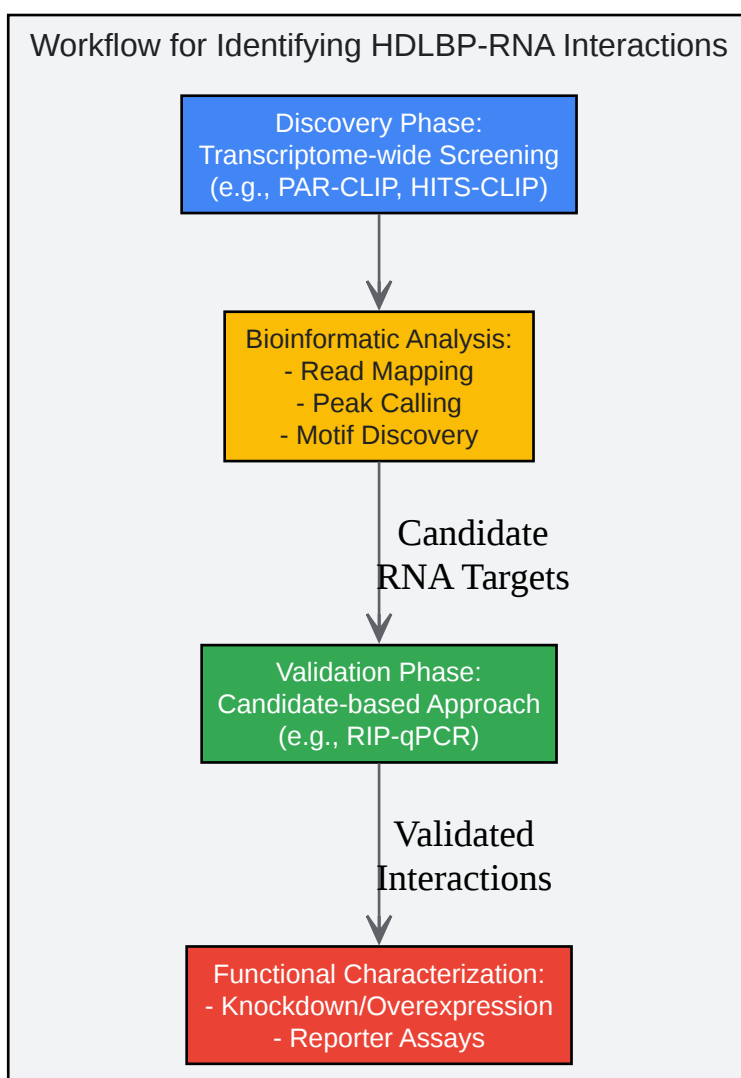 Workflow for Identifying HDLBP-RNA Interactions
Discovery Phase:
Transcriptome-wide Screening
(e.g., PAR-CLIP, HITS-CLIP)
Bioinformatic Analysis:
- Read Mapping
- Peak Calling
- Motif Discovery
Candidate
RNA Targets
Validation Phase:
Candidate-based Approach
(e.g., RIP-qPCR)
Validated
Interactions
Functional Characterization:
- Knockdown/Overexpression
- Reporter Assays